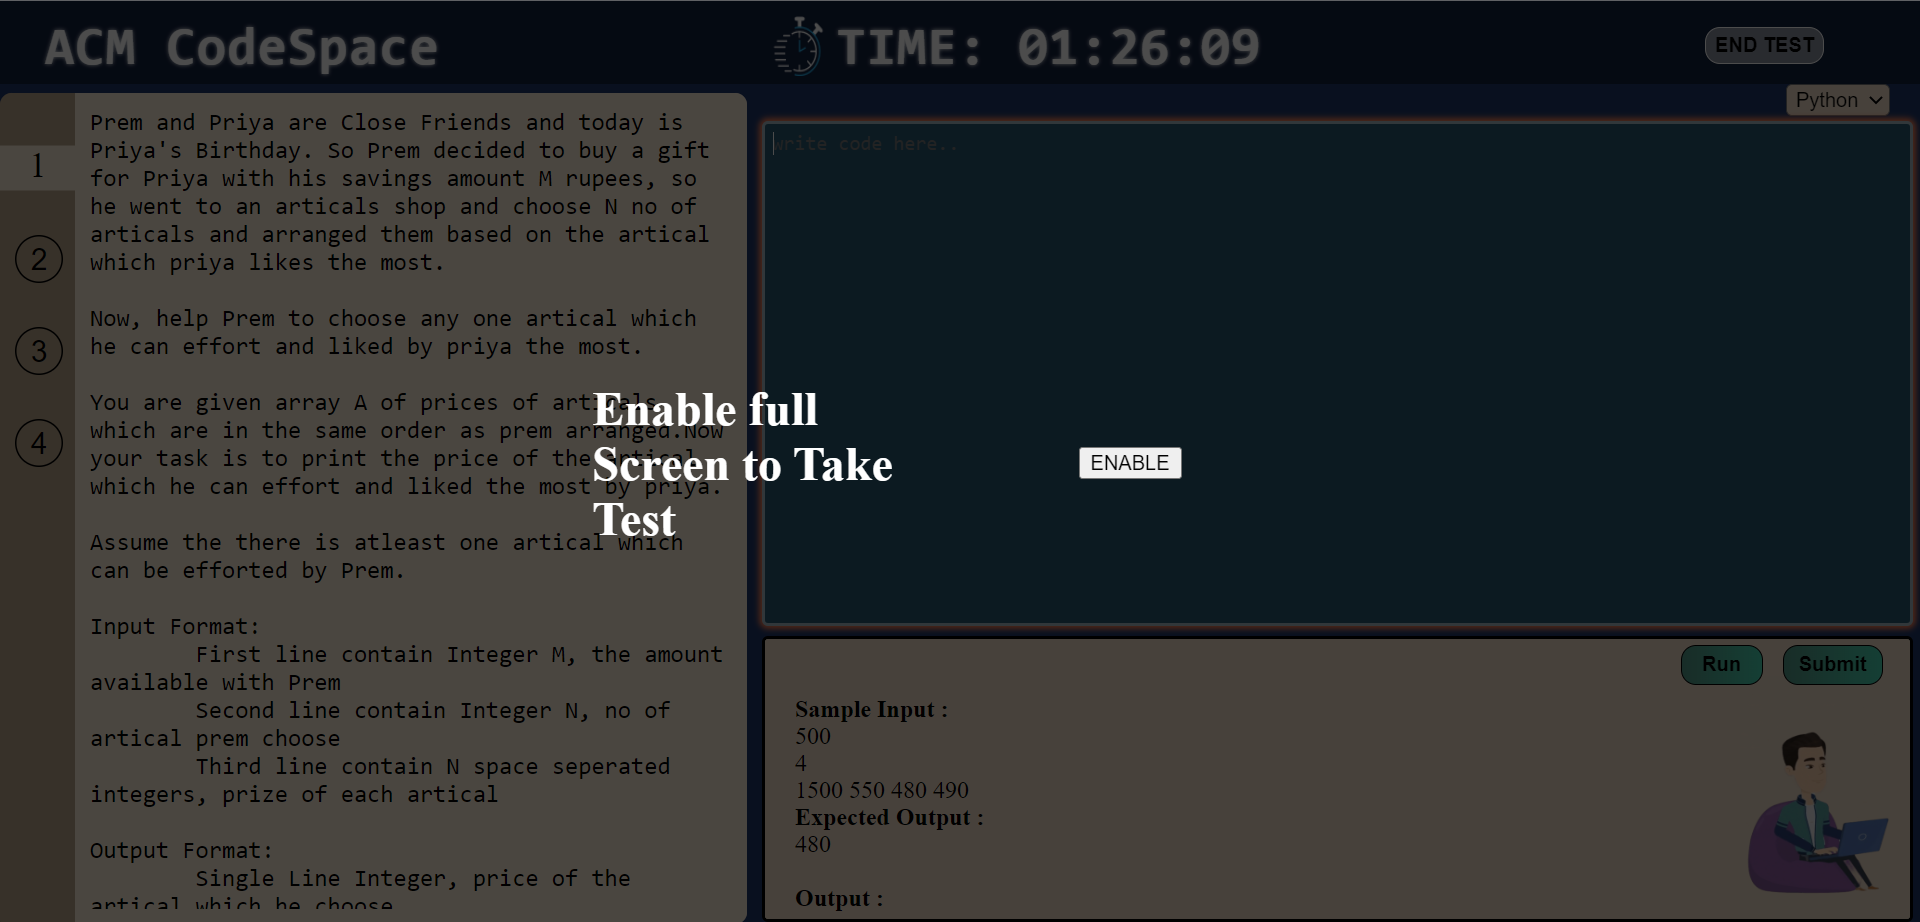 ACM CodeSpace
TIME: 01:26:09
END TEST
Python
1
2
3
4
Prem and Priya are Close Friends and today is
Priya's Birthday. So Prem decided to buy a gift
for Priya with his savings amount M rupees, so
he went to an articals shop and choose N no of
articals and arranged them based on the artical
which priya likes the most.
Now, help Prem to choose any one artical which
he can effort and liked by priya the most.
You are given array A of prices of articals
which are in the same order as prem arranged.Now
your task is to print the price of the artical
which he can effort and liked the most by priya.
Assume the there is atleast one artical which
can be efforted by Prem.
Input Format:
First line contain Integer M, the amount
available with Prem
Second line contain Integer N, no of
artical prem choose
Third line contain N space seperated
integers, prize of each artical
Output Format:
Single Line Integer, price of the
artical which he choose
Enable full
Screen to Take
Test
ENABLE
write code here..
Run
Submit
Sample Input :
500
4
1500 550 480 490
Expected Output :
480
Output :